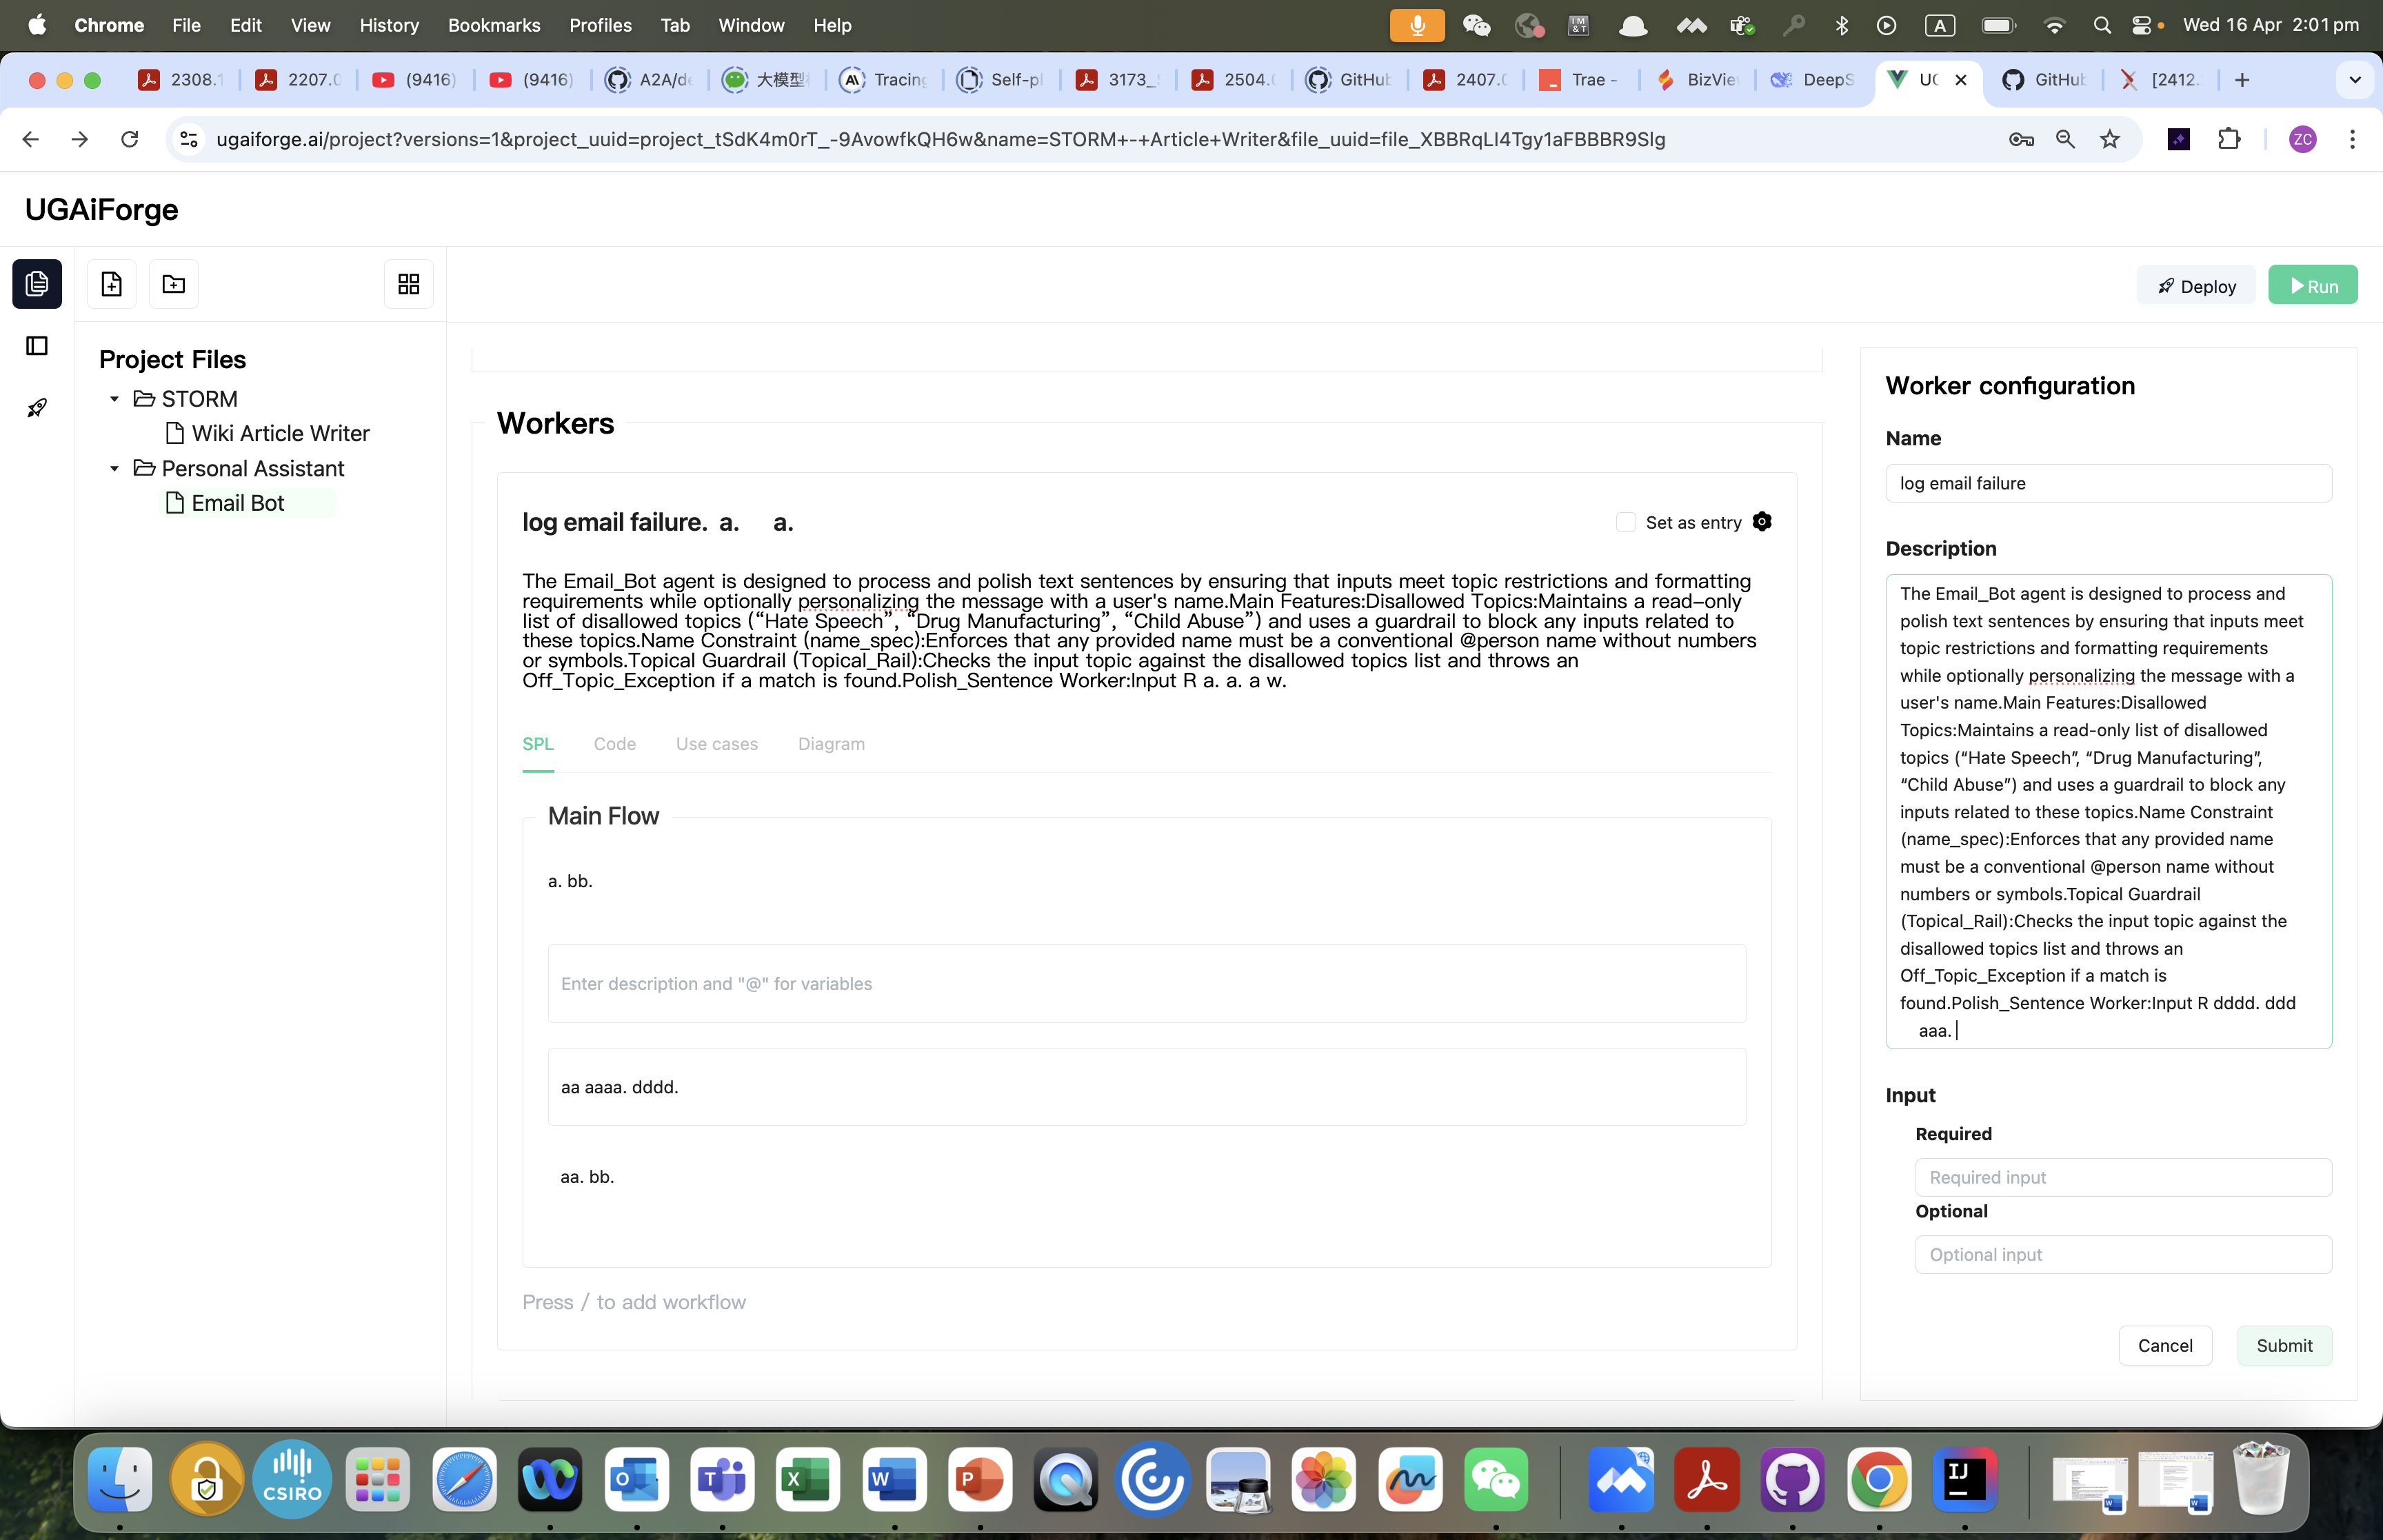 Chrome File Edit View History Bookmarks Profiles Tab Window Help
A
Wed 16 Apr 2:01 pm
2308.1
2207.0
(9416)
(9416)
A2A/de
大模型
Tracing
Self-pl
3173_
2504.0
GitHub
2407.0
Trae -
BizView
DeepS
UG
GitHub
[2412.
ugaiforge.ai/project?versions=1&project_uuid=project_tSdK4m0rT_-9AvowfkQH6w&name=STORM+-+Article+Writer&file_uuid=file_XBBRqLI4Tgy1aFBBBR9Slg
ZC
UGAiForge
Deploy
Run
Project Files
STORM
Wiki Article Writer
Personal Assistant
Email Bot
Workers
log email failure. a. a.
Set as entry
The Email_Bot agent is designed to process and polish text sentences by ensuring that inputs meet topic restrictions and formatting
requirements while optionally personalizing the message with a user's name.Main Features:Disallowed Topics:Maintains a read-only
list of disallowed topics (“Hate Speech”, “Drug Manufacturing”, “Child Abuse”) and uses a guardrail to block any inputs related to
these topics.Name Constraint (name_spec):Enforces that any provided name must be a conventional @person name without numbers
or symbols.Topical Guardrail (Topical_Rail):Checks the input topic against the disallowed topics list and throws an
Off_Topic_Exception if a match is found.Polish_Sentence Worker:Input R a. a. a w.
SPL
Code
Use cases
Diagram
Main Flow
a. bb.
Enter description and "@" for variables
aa aaaa. dddd.
aa. bb.
Press / to add workflow
Worker configuration
Name
log email failure
Description
The Email_Bot agent is designed to process and
polish text sentences by ensuring that inputs meet
topic restrictions and formatting requirements
while optionally personalizing the message with a
user's name.Main Features:Disallowed
Topics:Maintains a read-only list of disallowed
topics (“Hate Speech”, “Drug Manufacturing”,
“Child Abuse”) and uses a guardrail to block any
inputs related to these topics.Name Constraint
(name_spec):Enforces that any provided name
must be a conventional @person name without
numbers or symbols.Topical Guardrail
(Topical_Rail):Checks the input topic against the
disallowed topics list and throws an
Off_Topic_Exception if a match is
found.Polish_Sentence Worker:Input R dddd. ddd
aaa.
Input
Required
Required input
Optional
Optional input
Cancel
Submit
CSIRO
IJ